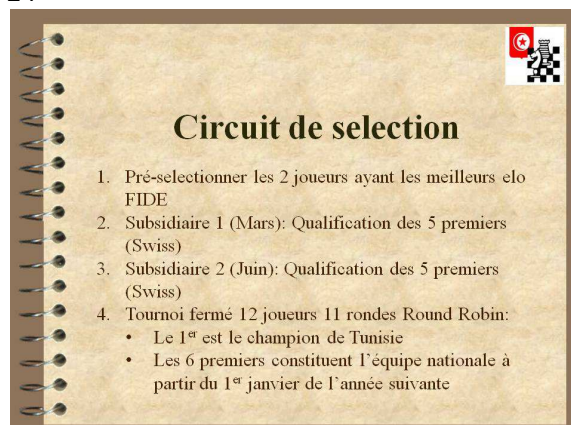 Circuit de selection
1. Pré-selectionner les 2 joueurs ayant les meilleurs elo
FIDE
2. Subsidiaire 1 (Mars): Qualification des 5 premiers
(Swiss)
3. Subsidiaire 2 (Juin): Qualification des 5 premiers
(Swiss)
4. Tournoi fermé 12 joueurs 11 rondes Round Robin:
• Le 1er est le champion de Tunisie
• Les 6 premiers constituent l'équipe nationale à
partir du 1er janvier de l'année suivante